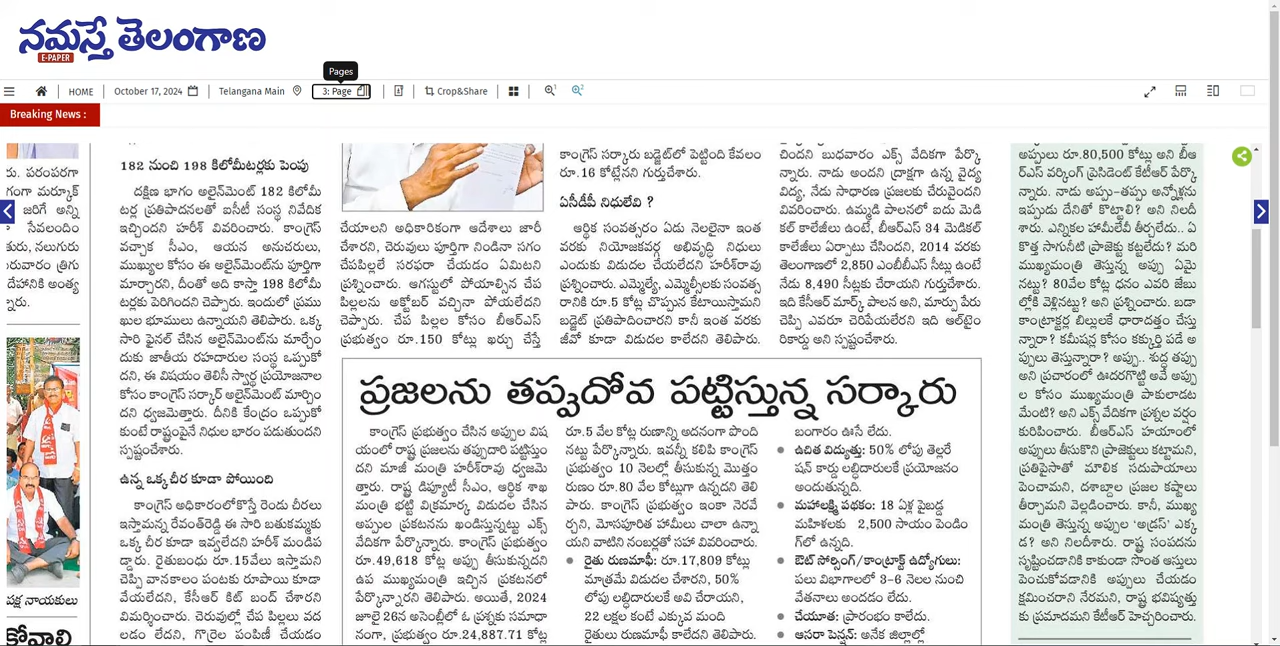 నమస్తే తెలంగాణ
E-PAPER
Pages
HOME
October 17, 2024
Telangana Main
3: Page
Crop&Share
Breaking News :
రు. పరంపరగా
గంగా మర్పూక్
జరిగే అన్ని
సేవలందిం
కురు, నలుగురు
రువారం త్రిగు
దేహానికి అంత్య
న్నారు.
పక్ష నాయకులు
కోవాలి
182 నుంచి 198 కిలోమీటర్లకు పెంపు
దక్షిణ భాగం అలైన్‌మెంట్ 182 కిలోమీ
టర్ల ప్రతిపాదనలతో ఐసీటీ సంస్థ నివేదిక
ఇచ్చిందని హరీశ్ వివరించారు. కాంగ్రెస్
వచ్చాక సీఎం, ఆయన అనుచరులు,
ముఖ్యుల కోసం ఈ అలైన్‌మెంట్‌ను పూర్తిగా
మార్చారని, దీంతో అది కాస్తా 198 కిలోమీ
టర్లకు పెరిగిందని చెప్పారు. ఇందులో ప్రము
ఖుల భూములు ఉన్నాయని తెలిపారు. ఒక్క
సారి ఫైనల్ చేసిన అలైన్‌మెంట్‌ను మార్చేం
దుకు జాతీయ రహదారుల సంస్థ ఒప్పుకో
దని, ఈ విషయం తెలిసీ స్వార్థ ప్రయోజనాల
కోసం కాంగ్రెస్ సర్కార్ అలైన్‌మెంట్ మార్చిం
దని ధ్వజమెత్తారు. దీనికి కేంద్రం ఒప్పుకో
కుంటే రాష్ట్రంపైనే నిధుల భారం పడుతుందని
స్పష్టంచేశారు.
ఉన్న ఒక్క చీర కూడా పోయింది
కాంగ్రెస్ అధికారంలోకొస్తే రెండు చీరలు
ఇస్తామన్న రేవంత్‌రెడ్డి ఈ సారి బతుకమ్మకు
ఒక్క చీర కూడా ఇవ్వలేదని హరీశ్ మండిప
డ్డారు. రైతుబంధు రూ.15వేలు ఇస్తామని
చెప్పి వానకాలం పంటకు రూపాయి కూడా
వేయలేదని, కేసీఆర్ కిట్ బంద్ చేశారని
విమర్శించారు. చెరువుల్లో చేప పిల్లలు వద
లడం లేదని, గొర్రెల పంపిణీ చేయడం
చేయాలని అధికారికంగా ఆదేశాలు జారీ
చేశారని, చెరువులు పూర్తిగా నిండినా సగం
చేపపిల్లలే సరఫరా చేయడం ఏమిటని
ప్రశ్నించారు. ఆగస్టులో పోయాల్సిన చేప
పిల్లలను అక్టోబర్ వచ్చినా పోయలేదని
చెప్పారు. చేప పిల్లల కోసం బీఆర్ఎస్
ప్రభుత్వం రూ.150 కోట్లు ఖర్చు చేస్తే
కాంగ్రెస్ సర్కారు బడ్జెట్‌లో పెట్టింది కేవలం
రూ.16 కోట్లేనని గుర్తుచేశారు.
ఏసీడీపీ నిధులేవి ?
ఆర్థిక సంవత్సరం ఏడు నెలలైనా ఇంత
వరకు నియోజకవర్గ అభివృద్ధి నిధులు
ఎందుకు విడుదల చేయలేదని హరీశ్‌రావు
ప్రశ్నించారు. ఎమ్మెల్యే, ఎమ్మెల్సీలకు సంవత్స
రానికి రూ.5 కోట్ల చొప్పున కేటాయిస్తామని
బడ్జెట్ ప్రతిపాదించారని కానీ ఇంత వరకు
జీవో కూడా విడుదల కాలేదని తెలిపారు.
చిందని బుధవారం ఎక్స్ వేదికగా పేర్కొ
న్నారు. నాడు అందని ద్రాక్షగా ఉన్న వైద్య
విద్య, నేడు సాధారణ ప్రజలకు చేరువైందని
వివరించారు. ఉమ్మడి పాలనలో ఐదు మెడి
కల్ కాలేజీలు ఉంటే, బీఆర్ఎస్ 34 మెడికల్
కాలేజీలు ఏర్పాటు చేసిందని, 2014 వరకు
తెలంగాణలో 2,850 ఎంబీబీఎస్ సీట్లు ఉంటే
నేడు 8,490 సీట్లకు చేరాయని గుర్తుచేశారు.
ఇది కేసీఆర్ మార్క్ పాలన అని, మార్పు పేరు
చెప్పి ఎవరూ చెరిపేయలేరని ఇది ఆల్‌టైం
రికార్డు అని స్పష్టంచేశారు.
ప్రజలను తప్పుదోవ పట్టిస్తున్న సర్కారు
కాంగ్రెస్ ప్రభుత్వం చేసిన అప్పుల విష
యంలో రాష్ట్ర ప్రజలను తప్పుదారి పట్టిస్తుం
దని మాజీ మంత్రి హరీశ్‌రావు ధ్వజమె
త్తారు. రాష్ట్ర డిప్యూటీ సీఎం, ఆర్థిక శాఖ
మంత్రి భట్టి విక్రమార్క విడుదల చేసిన
అప్పుల ప్రకటనను ఖండిస్తున్నట్టు ఎక్స్
వేదికగా పేర్కొన్నారు. కాంగ్రెస్ ప్రభుత్వం
రూ.49,618 కోట్ల అప్పు తీసుకున్నదని
ఉప ముఖ్యమంత్రి ఇచ్చిన ప్రకటనలో
పేర్కొన్నారని తెలిపారు. అయితే, 2024
జూలై 26న అసెంబ్లీలో ఓ ప్రశ్నకు సమాధా
నంగా, ప్రభుత్వం రూ.24,887.71 కోట్ల
రూ.5 వేల కోట్ల రుణాన్ని అదనంగా పొంది
నట్టు పేర్కొన్నారు. ఇవన్నీ కలిపి కాంగ్రెస్
ప్రభుత్వం 10 నెలల్లో తీసుకున్న మొత్తం
రుణం రూ.80 వేల కోట్లుగా ఉన్నదని తెలి
పారు. కాంగ్రెస్ ప్రభుత్వం ఇంకా నెరవే
ర్చని, మోసపూరిత హామీలు చాలా ఉన్నా
యని వాటిని నంబర్లతో సహా వివరించారు.
● రైతు రుణమాఫీ: రూ.17,809 కోట్లు
మాత్రమే విడుదల చేశారని, 50%
లోపు లబ్ధిదారులకే అవి చేరాయని,
22 లక్షల కంటే ఎక్కువ మంది
రైతులు రుణమాఫీ కాలేదని తెలిపారు.
బంగారం ఊసే లేదు.
● ఉచిత విద్యుత్తు: 50% లోపు తెల్లరే
షన్ కార్డు లబ్ధిదారులకే ప్రయోజనం
అందుతున్నది.
● మహాలక్ష్మి పథకం: 18 ఏళ్ల పైబడ్డ
మహిళలకు 2,500 సాయం పెండిం
గ్‌లో ఉన్నది.
● ఔట్ సోర్సింగ్/కాంట్రాక్ట్ ఉద్యోగులు:
పలు విభాగాలలో 3-6 నెలల నుంచి
వేతనాలు అందడం లేదు.
● చేయూత: ప్రారంభం కాలేదు.
● ఆసరా పెన్షన్: అనేక జిల్లాల్లో
అప్పులు రూ.80,500 కోట్లు అని బీఆ
ర్ఎస్ వర్కింగ్ ప్రెసిడెంట్ కేటీఆర్ పేర్కొ
న్నారు. నాడు అప్పు-తప్పు అన్నోళ్లను
ఇప్పుడు దేనితో కొట్టాలి? అని నిలదీ
శారు. ఎన్నికల హామీలేవీ తీర్చలేదు.. ఏ
కొత్త సాగునీటి ప్రాజెక్టు కట్టలేదు? మరి
ముఖ్యమంత్రి తెస్తున్న అప్పు ఏమై
నట్టు? 80వేల కోట్ల ధనం ఎవరి జేబు
ల్లోకి వెళ్లినట్టు? అని ప్రశ్నించారు. బడా
కాంట్రాక్టర్ల బిల్లులకే ధారాదత్తం చేస్తు
న్నారా? కమీషన్ల కోసం కక్కుర్తి పడే అ
ప్పులు తెస్తున్నారా? అప్పు.. శుద్ధ తప్పు
అని ప్రచారంలో ఊదరగొట్టి అవే అప్పు
ల కోసం ముఖ్యమంత్రి పాకులాడట
మేంటి? అని ఎక్స్ వేదికగా ప్రశ్నల వర్షం
కురిపించారు. బీఆర్ఎస్ హయాంలో
అప్పులు తీసుకొని ప్రాజెక్టులు కట్టామని,
ప్రతిపైసాతో మౌలిక సదుపాయాలు
పెంచామని, దశాబ్దాల ప్రజల కష్టాలు
తీర్చామని వెల్లడించారు. కానీ, ముఖ్య
మంత్రి తెస్తున్న అప్పుల ‘అడ్రస్’ ఎక్క
డ? అని నిలదీశారు. రాష్ట్ర సంపదను
సృష్టించడానికి కాకుండా సొంత ఆస్తులు
పెంచుకోవడానికి అప్పులు చేయడం
క్షమించరాని నేరమని, రాష్ట్ర భవిష్యత్తు
కు ప్రమాదమని కేటీఆర్ హెచ్చరించారు.